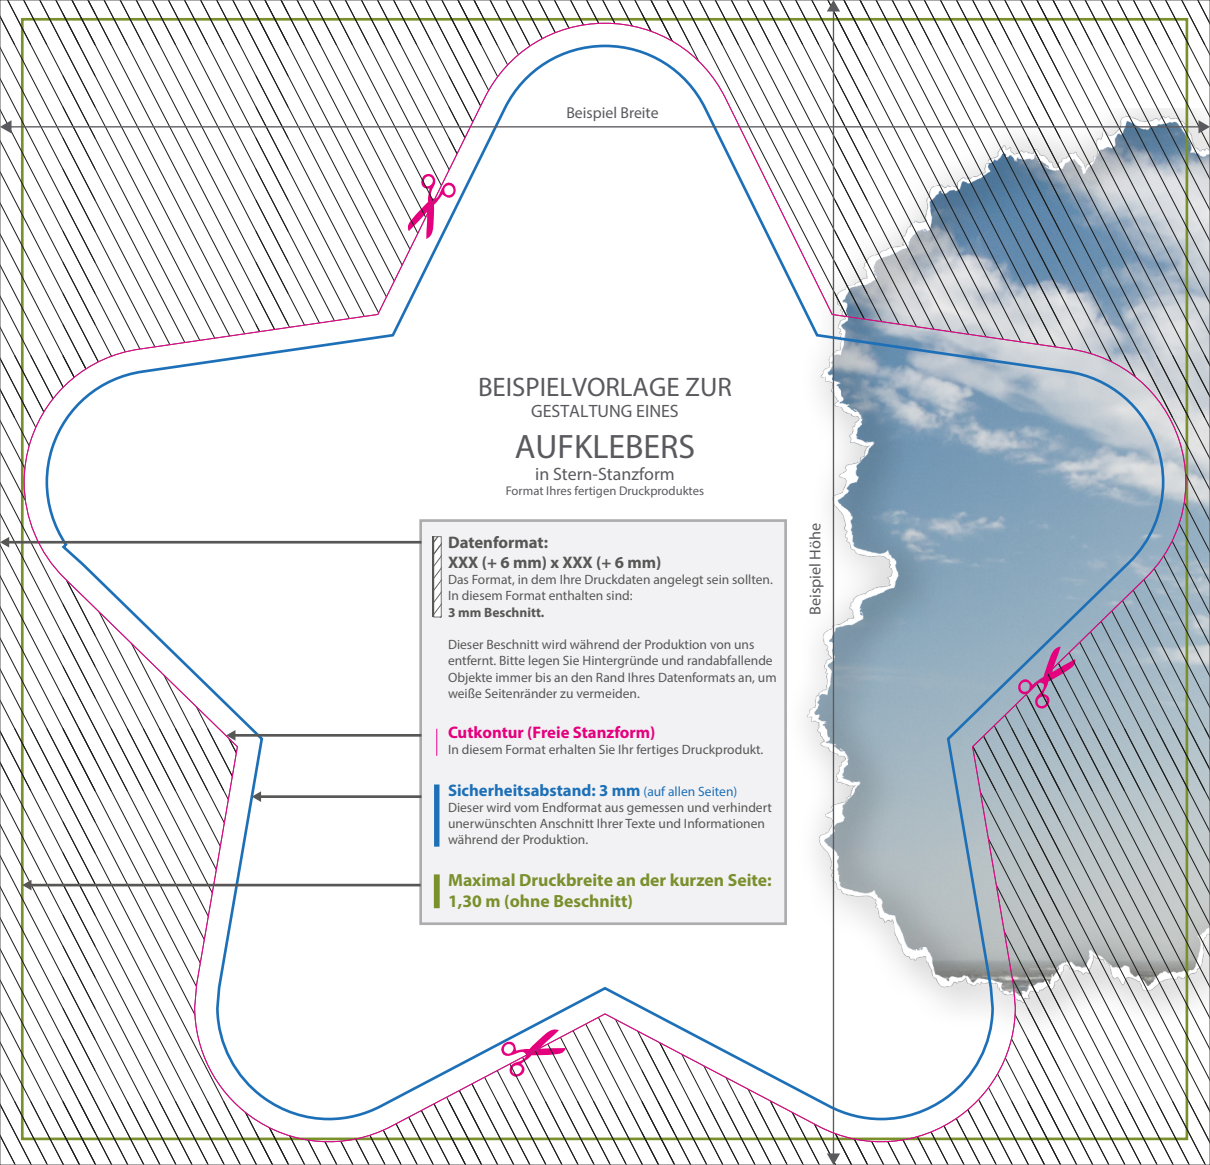 Beispiel Breite
BEISPIELVORLAGE ZUR
GESTALTUNG EINES
AUFKLEBERS
in Stern-Stanzform
Format Ihres fertigen Druckproduktes
Beispiel Höhe
Datenformat:
XXX (+ 6 mm) x XXX (+ 6 mm)
Das Format, in dem Ihre Druckdaten angelegt sein sollten.
In diesem Format enthalten sind:
3 mm Beschnitt.
Dieser Beschnitt wird während der Produktion von uns
entfernt. Bitte legen Sie Hintergründe und randabfallende
Objekte immer bis an den Rand Ihres Datenformats an, um
weiße Seitenränder zu vermeiden.
Cutkontur (Freie Stanzform)
In diesem Format erhalten Sie Ihr fertiges Druckprodukt.
Sicherheitsabstand: 3 mm (auf allen Seiten)
Dieser wird vom Endformat aus gemessen und verhindert
unerwünschten Anschnitt Ihrer Texte und Informationen
während der Produktion.
Maximal Druckbreite an der kurzen Seite:
1,30 m (ohne Beschnitt)